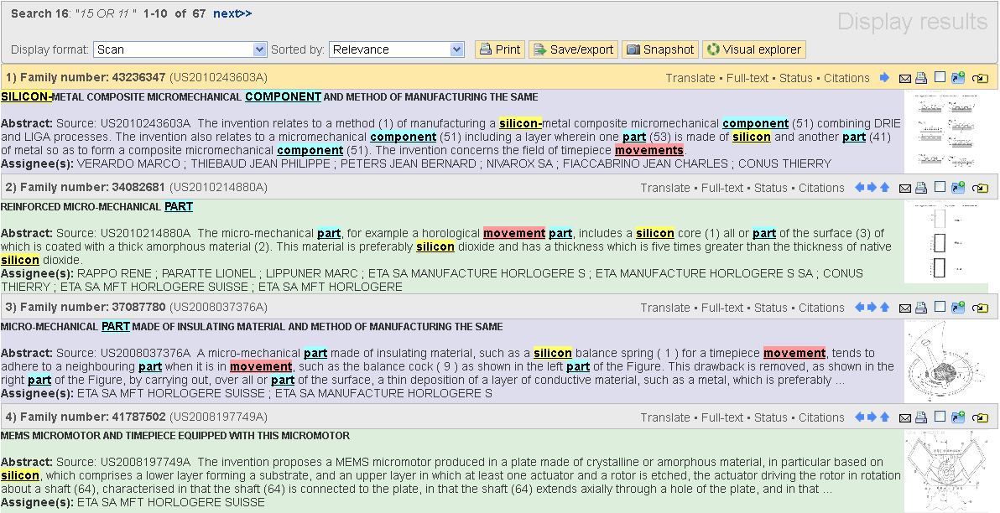 Search 16: "15 OR 11 " 1-10 of 67 next>>
Display results
Display format: Scan Sorted by: Relevance Print Save/export Snapshot Visual explorer
1) Family number: 43236347 (US2010243603A) Translate • Full-text • Status • Citations
SILICON-METAL COMPOSITE MICROMECHANICAL COMPONENT AND METHOD OF MANUFACTURING THE SAME
Abstract: Source: US2010243603A The invention relates to a method (1) of manufacturing a silicon-metal composite micromechanical component (51) combining DRIE
and LIGA processes. The invention also relates to a micromechanical component (51) including a layer wherein one part (53) is made of silicon and another part (41)
of metal so as to form a composite micromechanical component (51). The invention concerns the field of timepiece movements.
Assignee(s): VERARDO MARCO ; THIEBAUD JEAN PHILIPPE ; PETERS JEAN BERNARD ; NIVAROX SA ; FIACCABRINO JEAN CHARLES ; CONUS THIERRY
2) Family number: 34082681 (US2010214880A) Translate • Full-text • Status • Citations
REINFORCED MICRO-MECHANICAL PART
Abstract: Source: US2010214880A The micro-mechanical part, for example a horological movement part, includes a silicon core (1) all or part of the surface (3) of
which is coated with a thick amorphous material (2). This material is preferably silicon dioxide and has a thickness which is five times greater than the thickness of native
silicon dioxide.
Assignee(s): RAPPO RENE ; PARATTE LIONEL ; LIPPUNER MARC ; ETA SA MANUFACTURE HORLOGERE S ; ETA MANUFACTURE HORLOGERE S SA ; CONUS
THIERRY ; ETA SA MFT HORLOGERE SUISSE ; ETA SA MFT HORLOGERE
3) Family number: 37087780 (US2008037376A) Translate • Full-text • Status • Citations
MICRO-MECHANICAL PART MADE OF INSULATING MATERIAL AND METHOD OF MANUFACTURING THE SAME
Abstract: Source: US2008037376A A micro-mechanical part made of insulating material, such as a silicon balance spring ( 1 ) for a timepiece movement, tends to
adhere to a neighbouring part when it is in movement, such as the balance cock ( 9 ) as shown in the left part of the Figure. This drawback is removed, as shown in the
right part of the Figure, by carrying out, over all or part of the surface, a thin deposition of a layer of conductive material, such as a metal, which is preferably ...
Assignee(s): ETA SA MFT HORLOGERE SUISSE ; ETA SA MANUFACTURE HORLOGERE S
4) Family number: 41787502 (US2008197749A) Translate • Full-text • Status • Citations
MEMS MICROMOTOR AND TIMEPIECE EQUIPPED WITH THIS MICROMOTOR
Abstract: Source: US2008197749A The invention proposes a MEMS micromotor produced in a plate made of crystalline or amorphous material, in particular based on
silicon, which comprises a lower layer forming a substrate, and an upper layer in which at least one actuator and a rotor is etched, the actuator driving the rotor in rotation
about a shaft (64), characterised in that the shaft (64) is connected to the plate, in that the shaft (64) extends axially through a hole of the plate, and in that ...
Assignee(s): ETA SA MFT HORLOGERE SUISSE